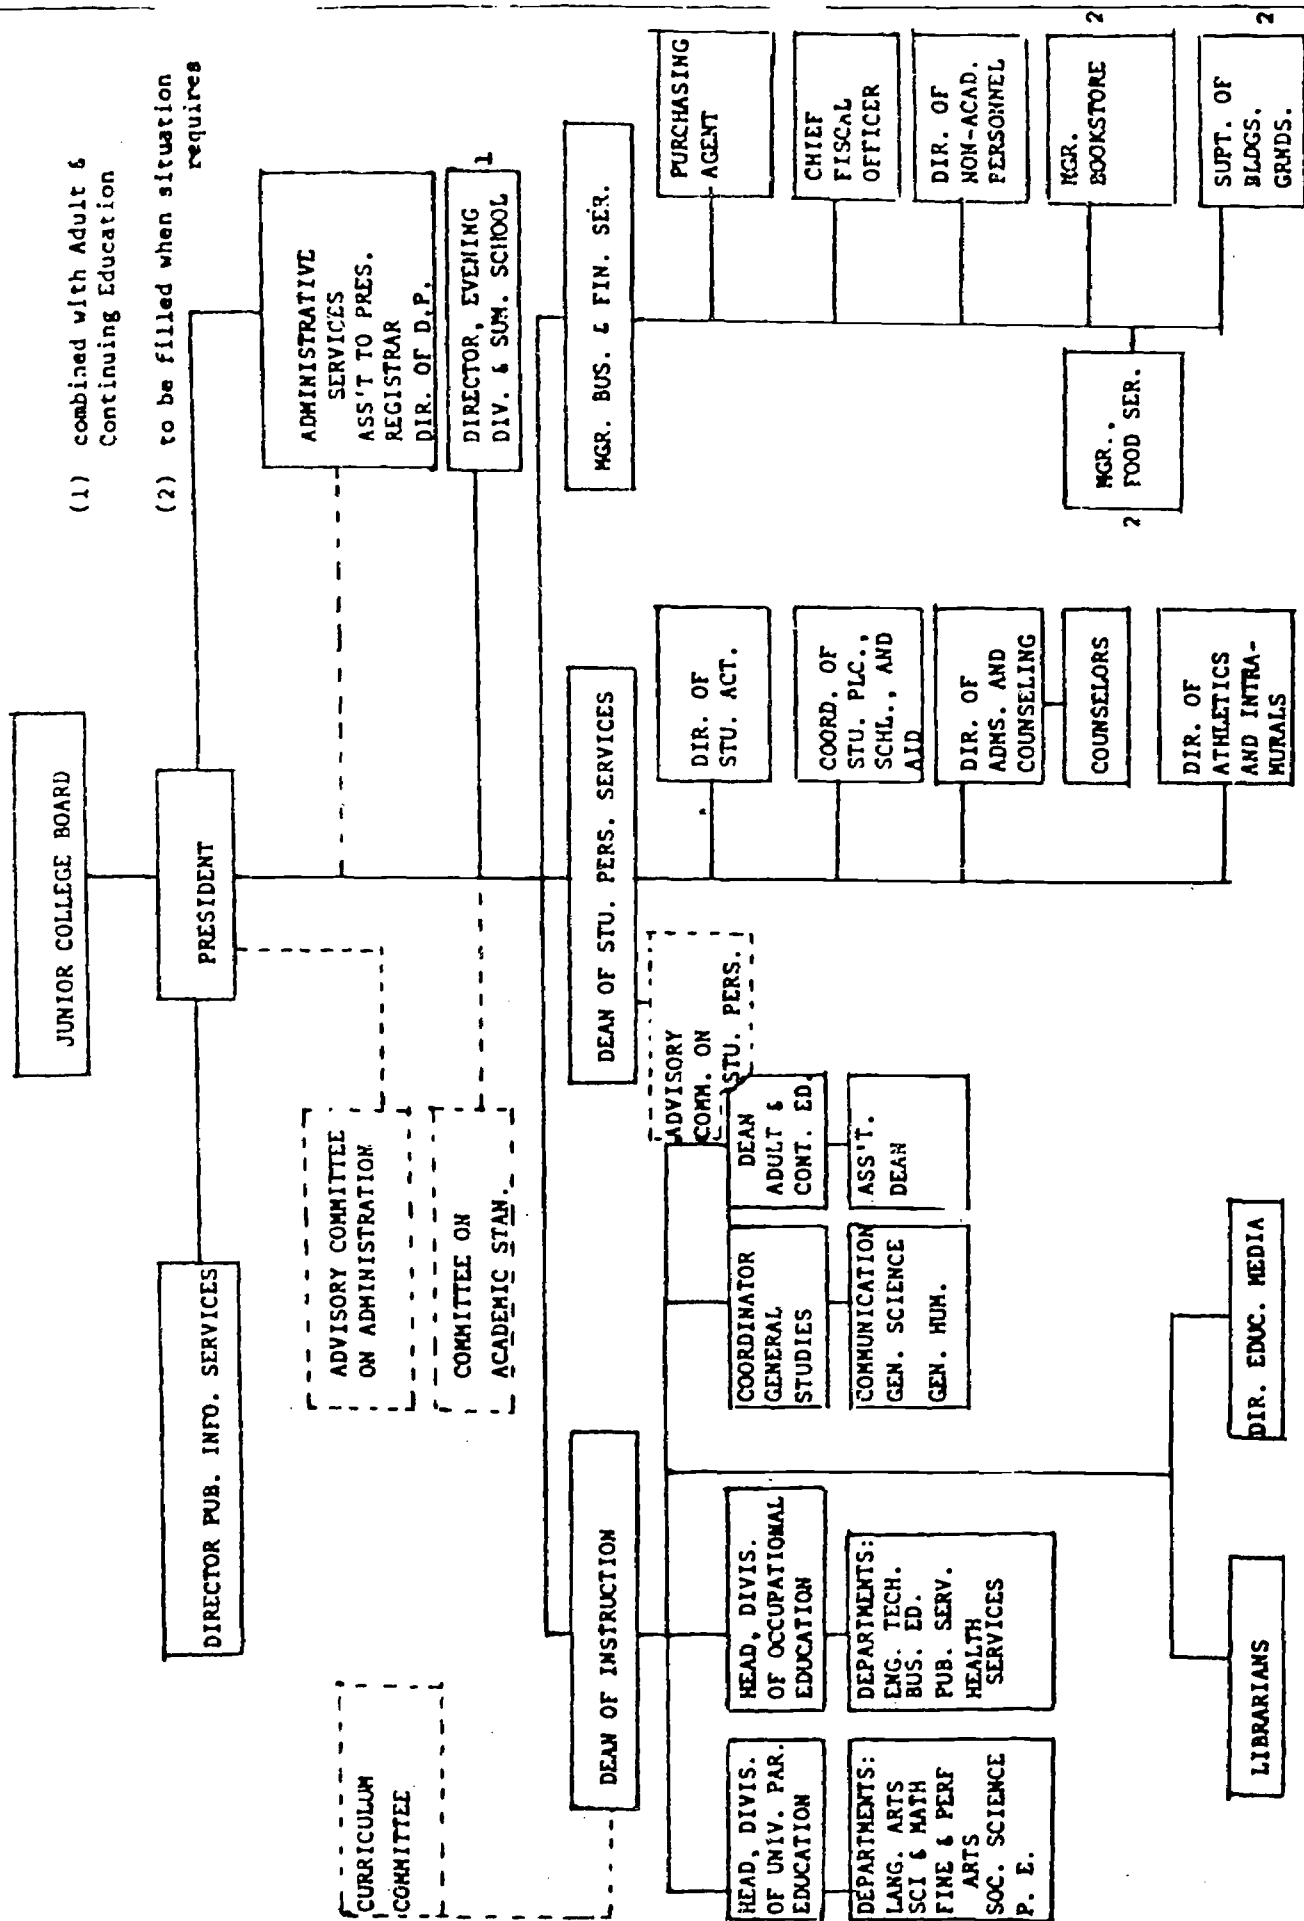 (1) combined with Adult &
Continuing Education
(2) to be filled when situation
requires
JUNIOR COLLEGE BOARD
PRESIDENT
DIRECTOR PUB. INFO. SERVICES
ADMINISTRATIVE
SERVICES
ASS'T TO PRES.
REGISTRAR
DIR. OF D.P.
ADVISORY COMMITTEE
ON ADMINISTRATION
DIRECTOR, EVENING
DIV. & SUM. SCHOOL
1
COMMITTEE ON
ACADEMIC STAN.
CURRICULUM
COMMITTEE
DEAN OF INSTRUCTION
DEAN OF STU. PERS. SERVICES
MGR. BUS. & FIN. SER.
ADVISORY
COMM. ON
STU. PERS.
HEAD, DIVIS.
OF UNIV. PAR.
EDUCATION
DEPARTMENTS:
LANG. ARTS
SCI & MATH
FINE & PERF
ARTS
SOC. SCIENCE
P. E.
HEAD, DIVIS.
OF OCCUPATIONAL
EDUCATION
DEPARTMENTS:
ENG. TECH.
BUS. ED.
PUB. SERV.
HEALTH
SERVICES
COORDINATOR
GENERAL
STUDIES
COMMUNICATION
GEN. SCIENCE
GEN. HUM.
DEAN
ADULT &
CONT. ED.
ASS'T.
DEAN
LIBRARIANS
DIR. EDUC. MEDIA
DIR. OF
STU. ACT.
COORD. OF
STU. PLC.,
SCHL., AND
AID
DIR. OF
ADMS. AND
COUNSELING
COUNSELORS
DIR. OF
ATHLETICS
AND INTRA-
MURALS
PURCHASING
AGENT
CHIEF
FISCAL
OFFICER
DIR. OF
NON-ACAD.
PERSONNEL
MGR.
BOOKSTORE
2
MGR.,
FOOD SER.
2
SUPT. OF
BLDGS.
GRNDS.
2